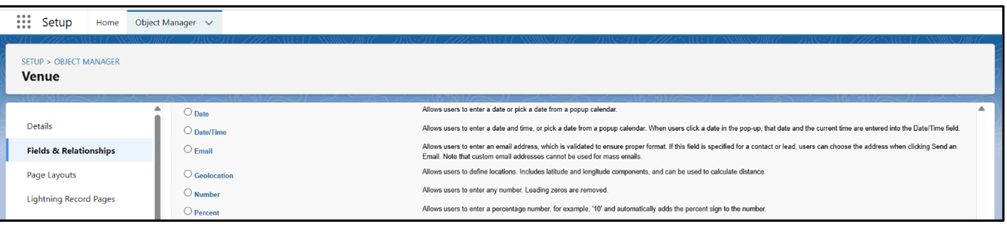 Setup Home Object Manager
SETUP > OBJECT MANAGER
Venue
Details
Fields & Relationships
Page Layouts
Lightning Record Pages
Date Allows users to enter a date or pick a date from a popup calendar.
Date/Time Allows users to enter a date and time, or pick a date from a popup calendar. When users click a date in the pop-up, that date and the current time are entered into the Date/Time field.
Email Allows users to enter an email address, which is validated to ensure proper format. If this field is specified for a contact or lead, users can choose the address when clicking Send an
Email. Note that custom email addresses cannot be used for mass emails.
Geolocation Allows users to define locations. Includes latitude and longitude components, and can be used to calculate distance.
Number Allows users to enter any number. Leading zeros are removed.
Percent Allows users to enter a percentage number, for example, '10' and automatically adds the percent sign to the number.